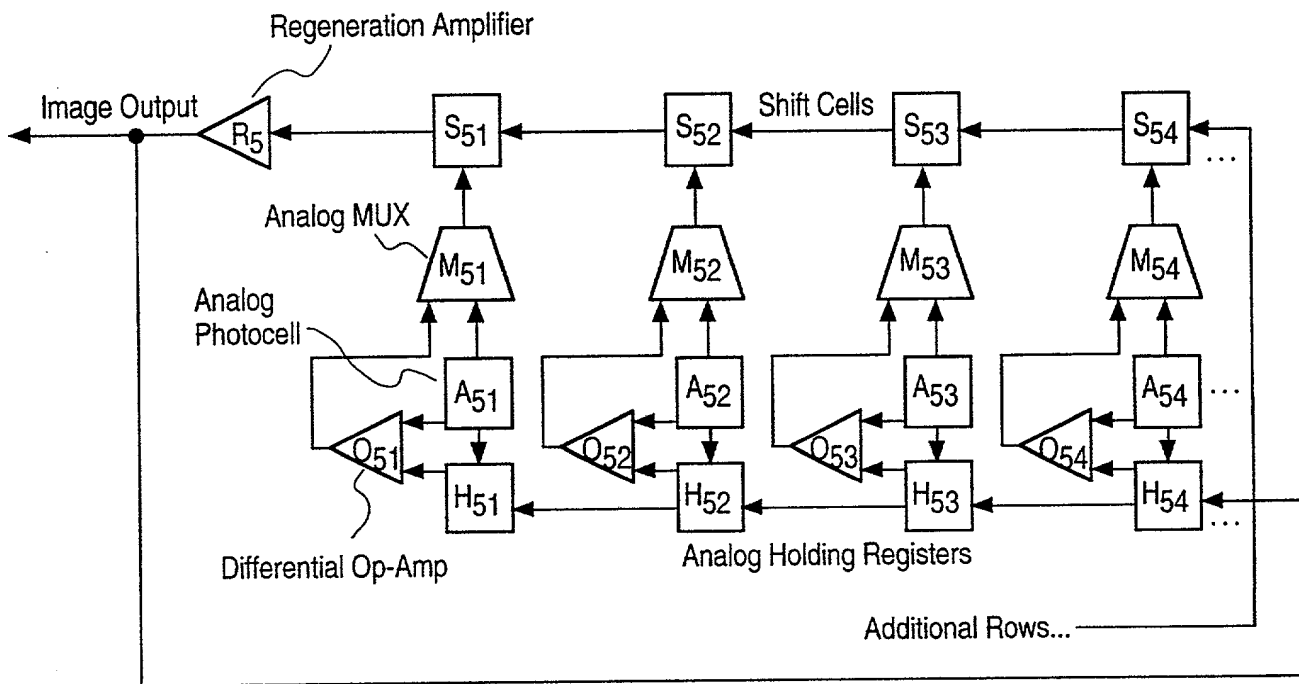 Regeneration Amplifier
Image Output
R5
S51
S52
Shift Cells
S53
S54
...
Analog MUX
M51
M52
M53
M54
Analog
Photocell
A51
A52
A53
A54
...
O51
O52
O53
O54
H51
H52
H53
H54
...
Differential Op-Amp
Analog Holding Registers
Additional Rows...